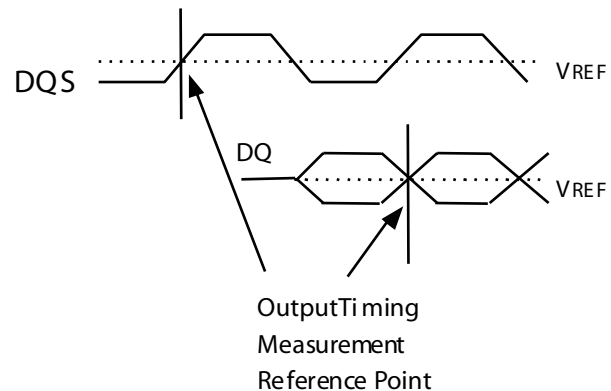 DQS
VREF
DQ
VREF
OutputTiming
Measurement
Reference Point